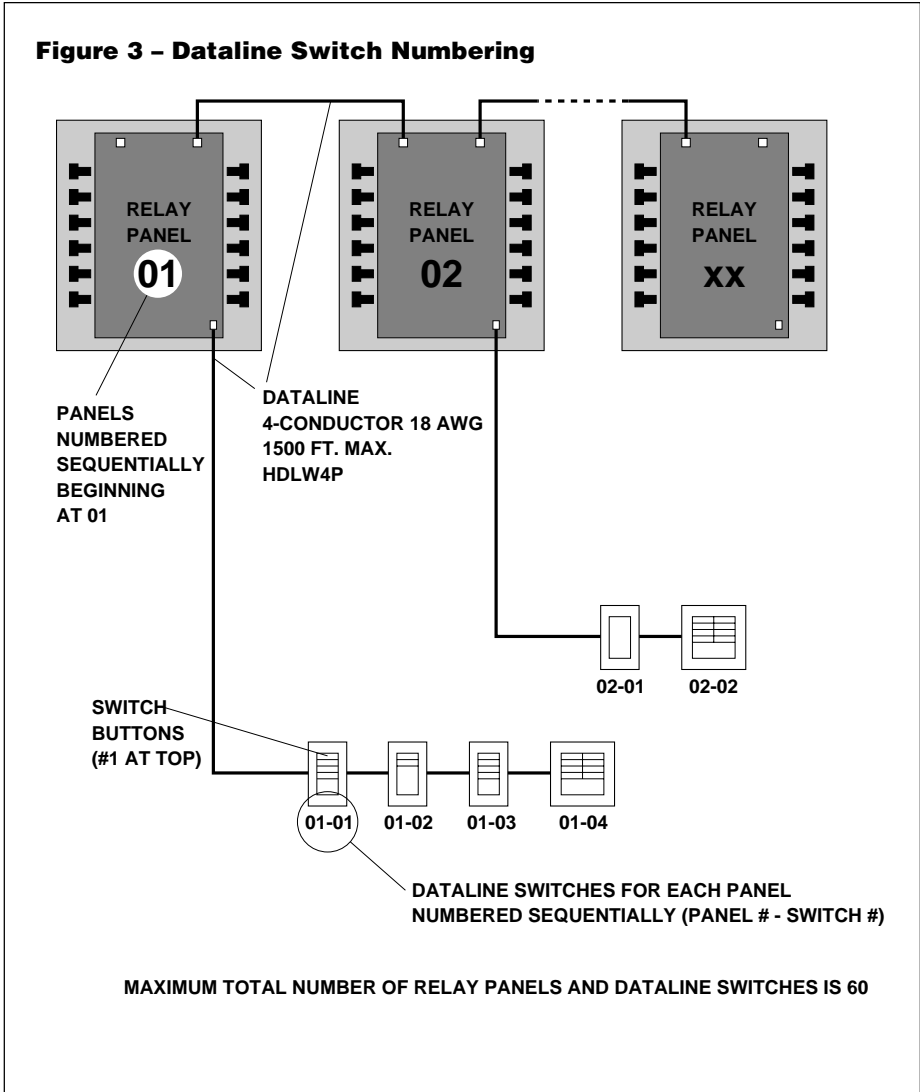 Figure 3 – Dataline Switch Numbering
RELAY
PANEL
01
RELAY
PANEL
02
RELAY
PANEL
xx
PANELS
NUMBERED
SEQUENTIALLY
BEGINNING
AT 01
DATALINE
4-CONDUCTOR 18 AWG
1500 FT. MAX.
HDLW4P
02-01 02-02
SWITCH
BUTTONS
(#1 AT TOP)
01-01 01-02 01-03 01-04
DATALINE SWITCHES FOR EACH PANEL
NUMBERED SEQUENTIALLY (PANEL # - SWITCH #)
MAXIMUM TOTAL NUMBER OF RELAY PANELS AND DATALINE SWITCHES IS 60